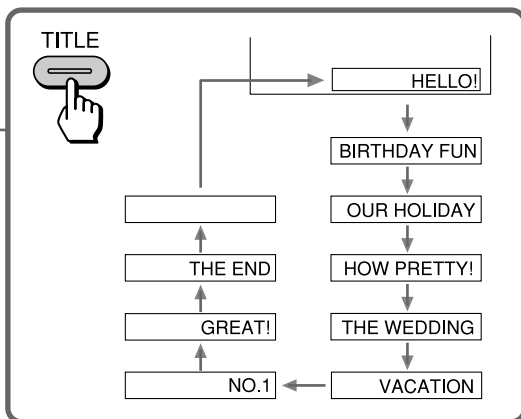 TITLE
HELLO!
BIRTHDAY FUN
OUR HOLIDAY
HOW PRETTY!
THE WEDDING
VACATION
NO.1
GREAT!
THE END